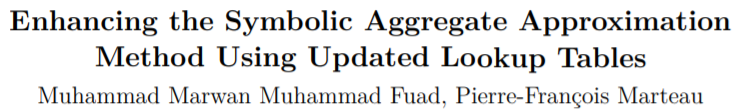 Enhancing the Symbolic Aggregate Approximation
Method Using Updated Lookup Tables
Muhammad Marwan Muhammad Fuad, Pierre-François Marteau